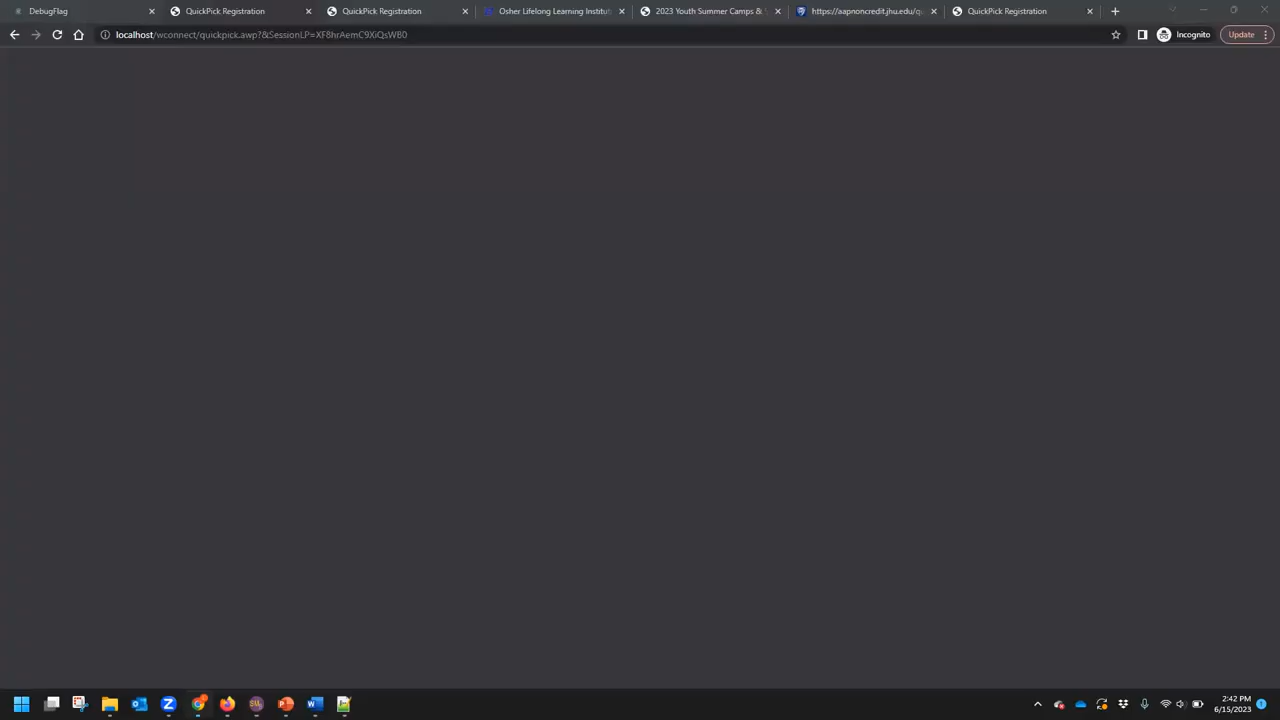 DebugFlag
QuickPick Registration
QuickPick Registration
Osher Lifelong Learning Institut
2023 Youth Summer Camps &
https://aapnoncredit.jhu.edu/q
QuickPick Registration
localhost/wconnect/quickpick.awp?&SessionLP=XF8hrAemC9XiQsWB0
Incognito
Update
2:42 PM
6/15/2023